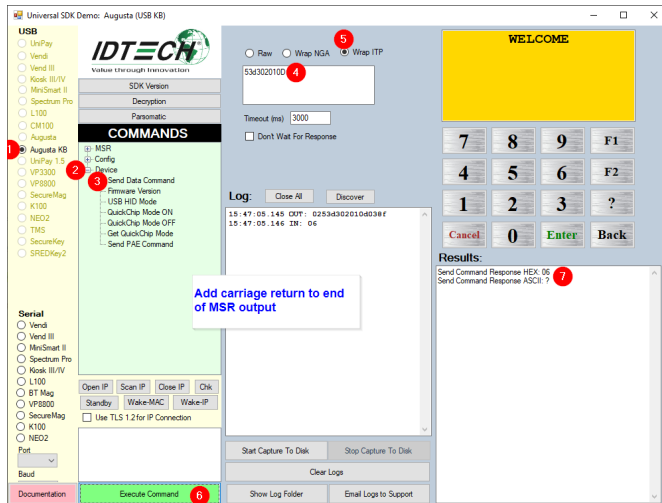 Universal SDK Demo: Augusta (USB KB)
USB
UniPay
Vendi
Vend III
Kiosk III/IV
MiniSmart II
Spectrum Pro
L100
CM100
Augusta
1
Augusta KB
UniPay 1.5
VP3300
VP8800
SecureMag
K100
NEO2
TMS
SecureKey
SREDKey2
Serial
Vendi
Vend III
MiniSmart II
Spectrum Pro
Kiosk III/IV
L100
BT Mag
VP8800
SecureMag
K100
NEO2
Port
Baud
Documentation
IDTECH
Value through Innovation
SDK Version
Decryption
Parsomatic
COMMANDS
MSR
Config
2
Device
3
Send Data Command
Firmware Version
USB HID Mode
QuickChip Mode ON
QuickChip Mode OFF
Get QuickChip Mode
Send PAE Command
Open IP
Scan IP
Close IP
Chk
Standby
Wake-MAC
Wake-IP
Use TLS 1.2 for IP Connection
Execute Command
6
5
Raw
Wrap NGA
Wrap ITP
53d302010D
4
Timeout (ms)
3000
Don't Wait For Response
Log:
Close All
Discover
15:47:05.145 OUT: 0253d302010d038f
15:47:05.146 IN: 06
Add carriage return to end
of MSR output
Start Capture To Disk
Stop Capture To Disk
Clear Logs
Show Log Folder
Email Logs to Support
WELCOME
7 8 9 F1
4 5 6 F2
1 2 3 ?
Cancel 0 Enter Back
Results:
Send Command Response HEX: 06
Send Command Response ASCII: ?
7